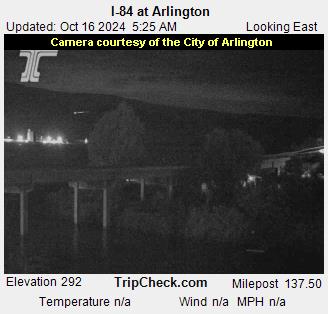 I-84 at Arlington
Updated: Oct 16 2024 5:25 AM Looking East
Camera courtesy of the City of Arlington
Elevation 292 TripCheck.com Milepost 137.50
Temperature n/a Wind n/a MPH n/a